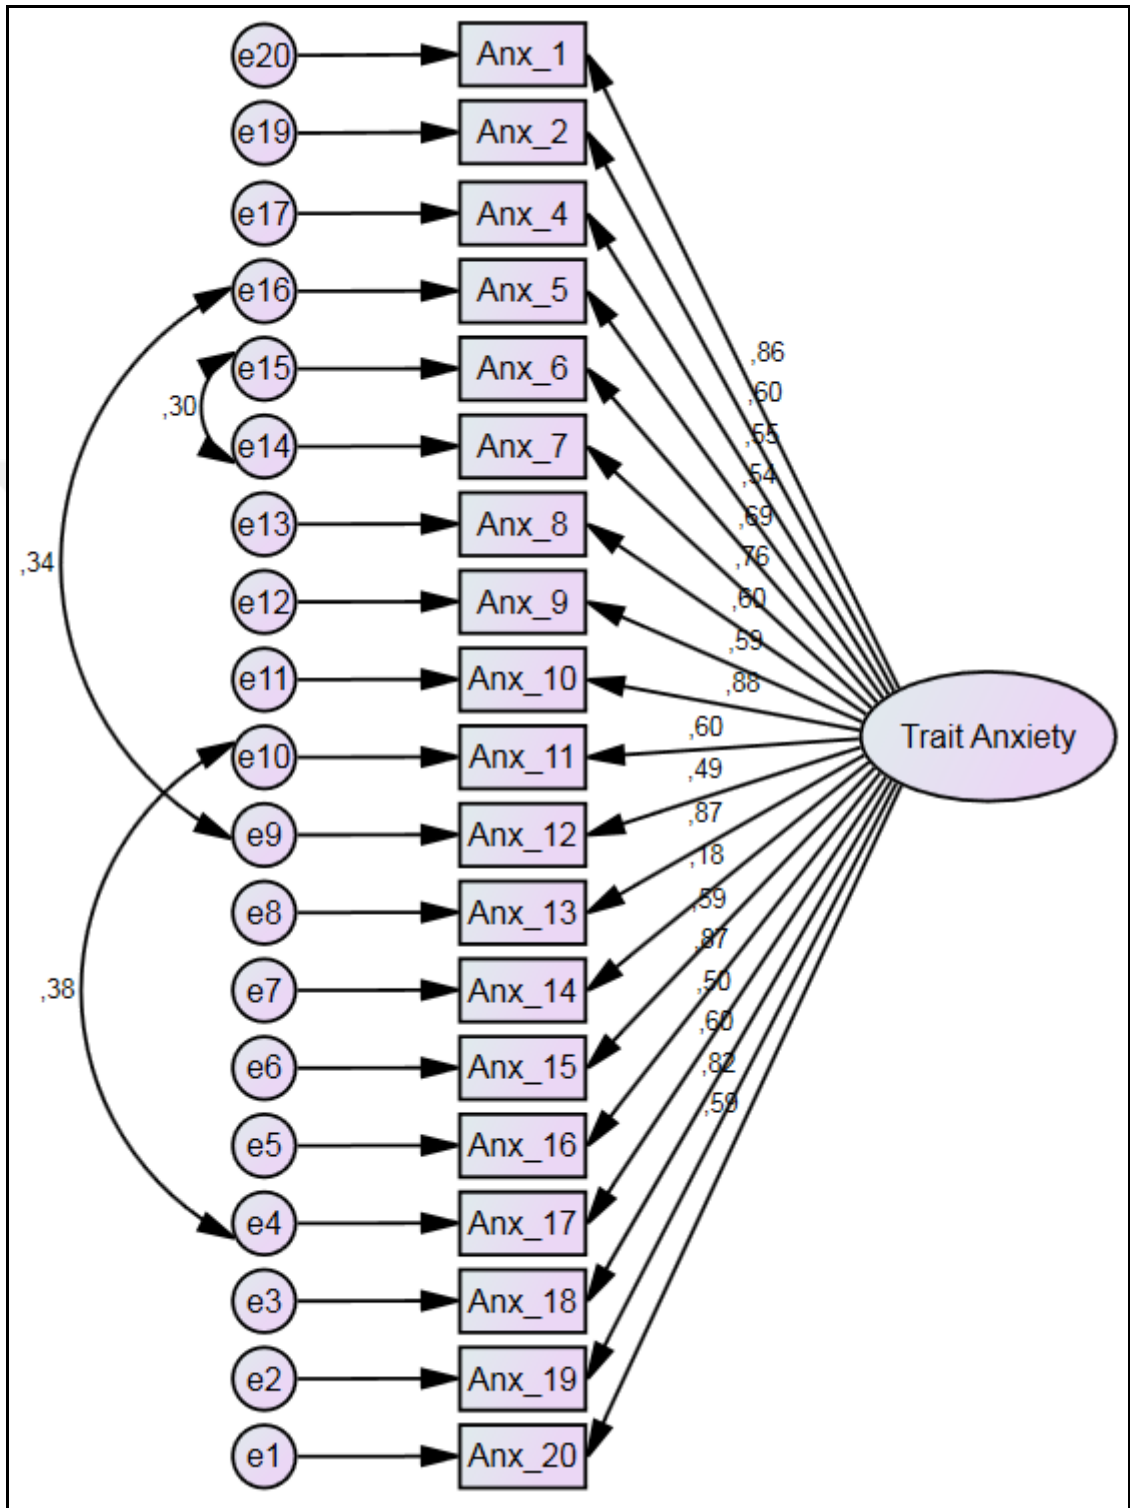 e20 Anx_1
e19 Anx_2
e17 Anx_4
e16 Anx_5
,86
e15 Anx_6
,60
,30
,55
e14 Anx_7
,54
e13 Anx_8
,69
,76
,34
e12 Anx_9
,60
,59
e11 Anx_10
,88
,60
Trait Anxiety
e10 Anx_11
,49
,87
e9 Anx_12
,18
,59
e8 Anx_13
,87
,50
,38
e7 Anx_14
,60
,82
e6 Anx_15
,59
e5 Anx_16
e4 Anx_17
e3 Anx_18
e2 Anx_19
e1 Anx_20